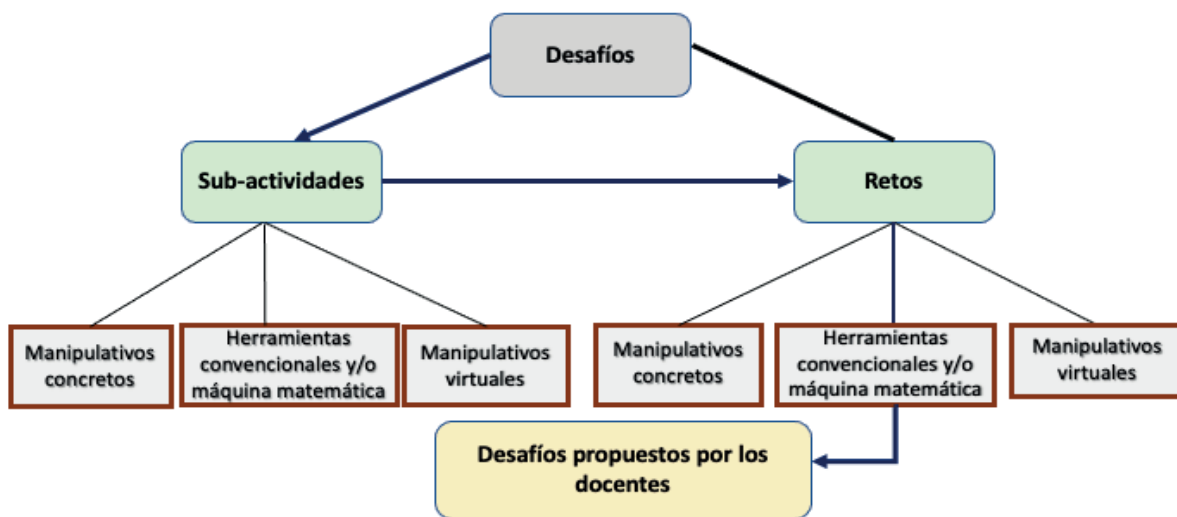 Desafíos
Sub-actividades
Retos
Manipulativos
concretos
Herramientas
convencionales y/o
máquina matemática
Manipulativos
virtuales
Manipulativos
concretos
Herramientas
convencionales y/o
máquina matemática
Manipulativos
virtuales
Desafíos propuestos por los
docentes